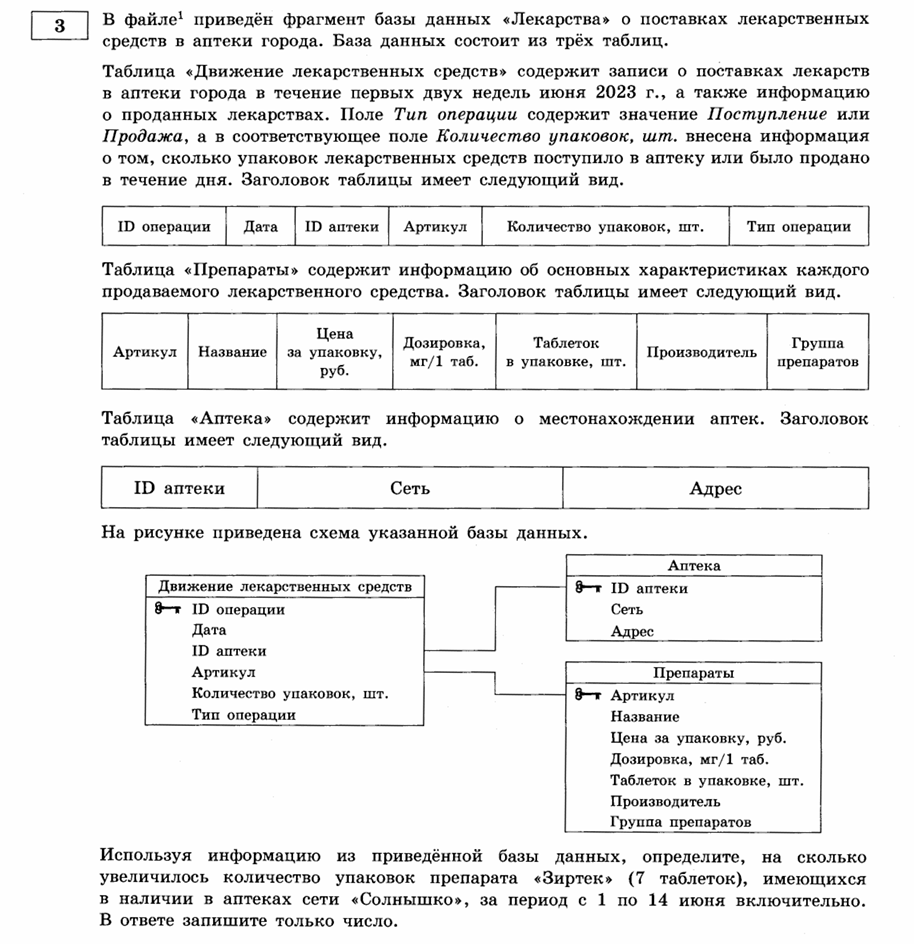 3
В файле¹ приведён фрагмент базы данных «Лекарства» о поставках лекарственных
средств в аптеки города. База данных состоит из трёх таблиц.
Таблица «Движение лекарственных средств» содержит записи о поставках лекарств
в аптеки города в течение первых двух недель июня 2023 г., а также информацию
о проданных лекарствах. Поле Тип операции содержит значение Поступление или
Продажа, а в соответствующее поле Количество упаковок, шт. внесена информация
о том, сколько упаковок лекарственных средств поступило в аптеку или было продано
в течение дня. Заголовок таблицы имеет следующий вид.
ID операции Дата ID аптеки Артикул Количество упаковок, шт. Тип операции
Таблица «Препараты» содержит информацию об основных характеристиках каждого
продаваемого лекарственного средства. Заголовок таблицы имеет следующий вид.
Артикул
Название
Цена
за упаковку,
руб.
Дозировка,
мг/1 таб.
Таблеток
в упаковке, шт.
Производитель
Группа
препаратов
Таблица «Аптека» содержит информацию о местонахождении аптек. Заголовок
таблицы имеет следующий вид.
ID аптеки Сеть Адрес
На рисунке приведена схема указанной базы данных.
Движение лекарственных средств
ID операции
Дата
ID аптеки
Артикул
Количество упаковок, шт.
Тип операции
Аптека
ID аптеки
Сеть
Адрес
Препараты
Артикул
Название
Цена за упаковку, руб.
Дозировка, мг/1 таб.
Таблеток в упаковке, шт.
Производитель
Группа препаратов
Используя информацию из приведённой базы данных, определите, на сколько
увеличилось количество упаковок препарата «Зиртек» (7 таблеток), имеющихся
в наличии в аптеках сети «Солнышко», за период с 1 по 14 июня включительно.
В ответе запишите только число.